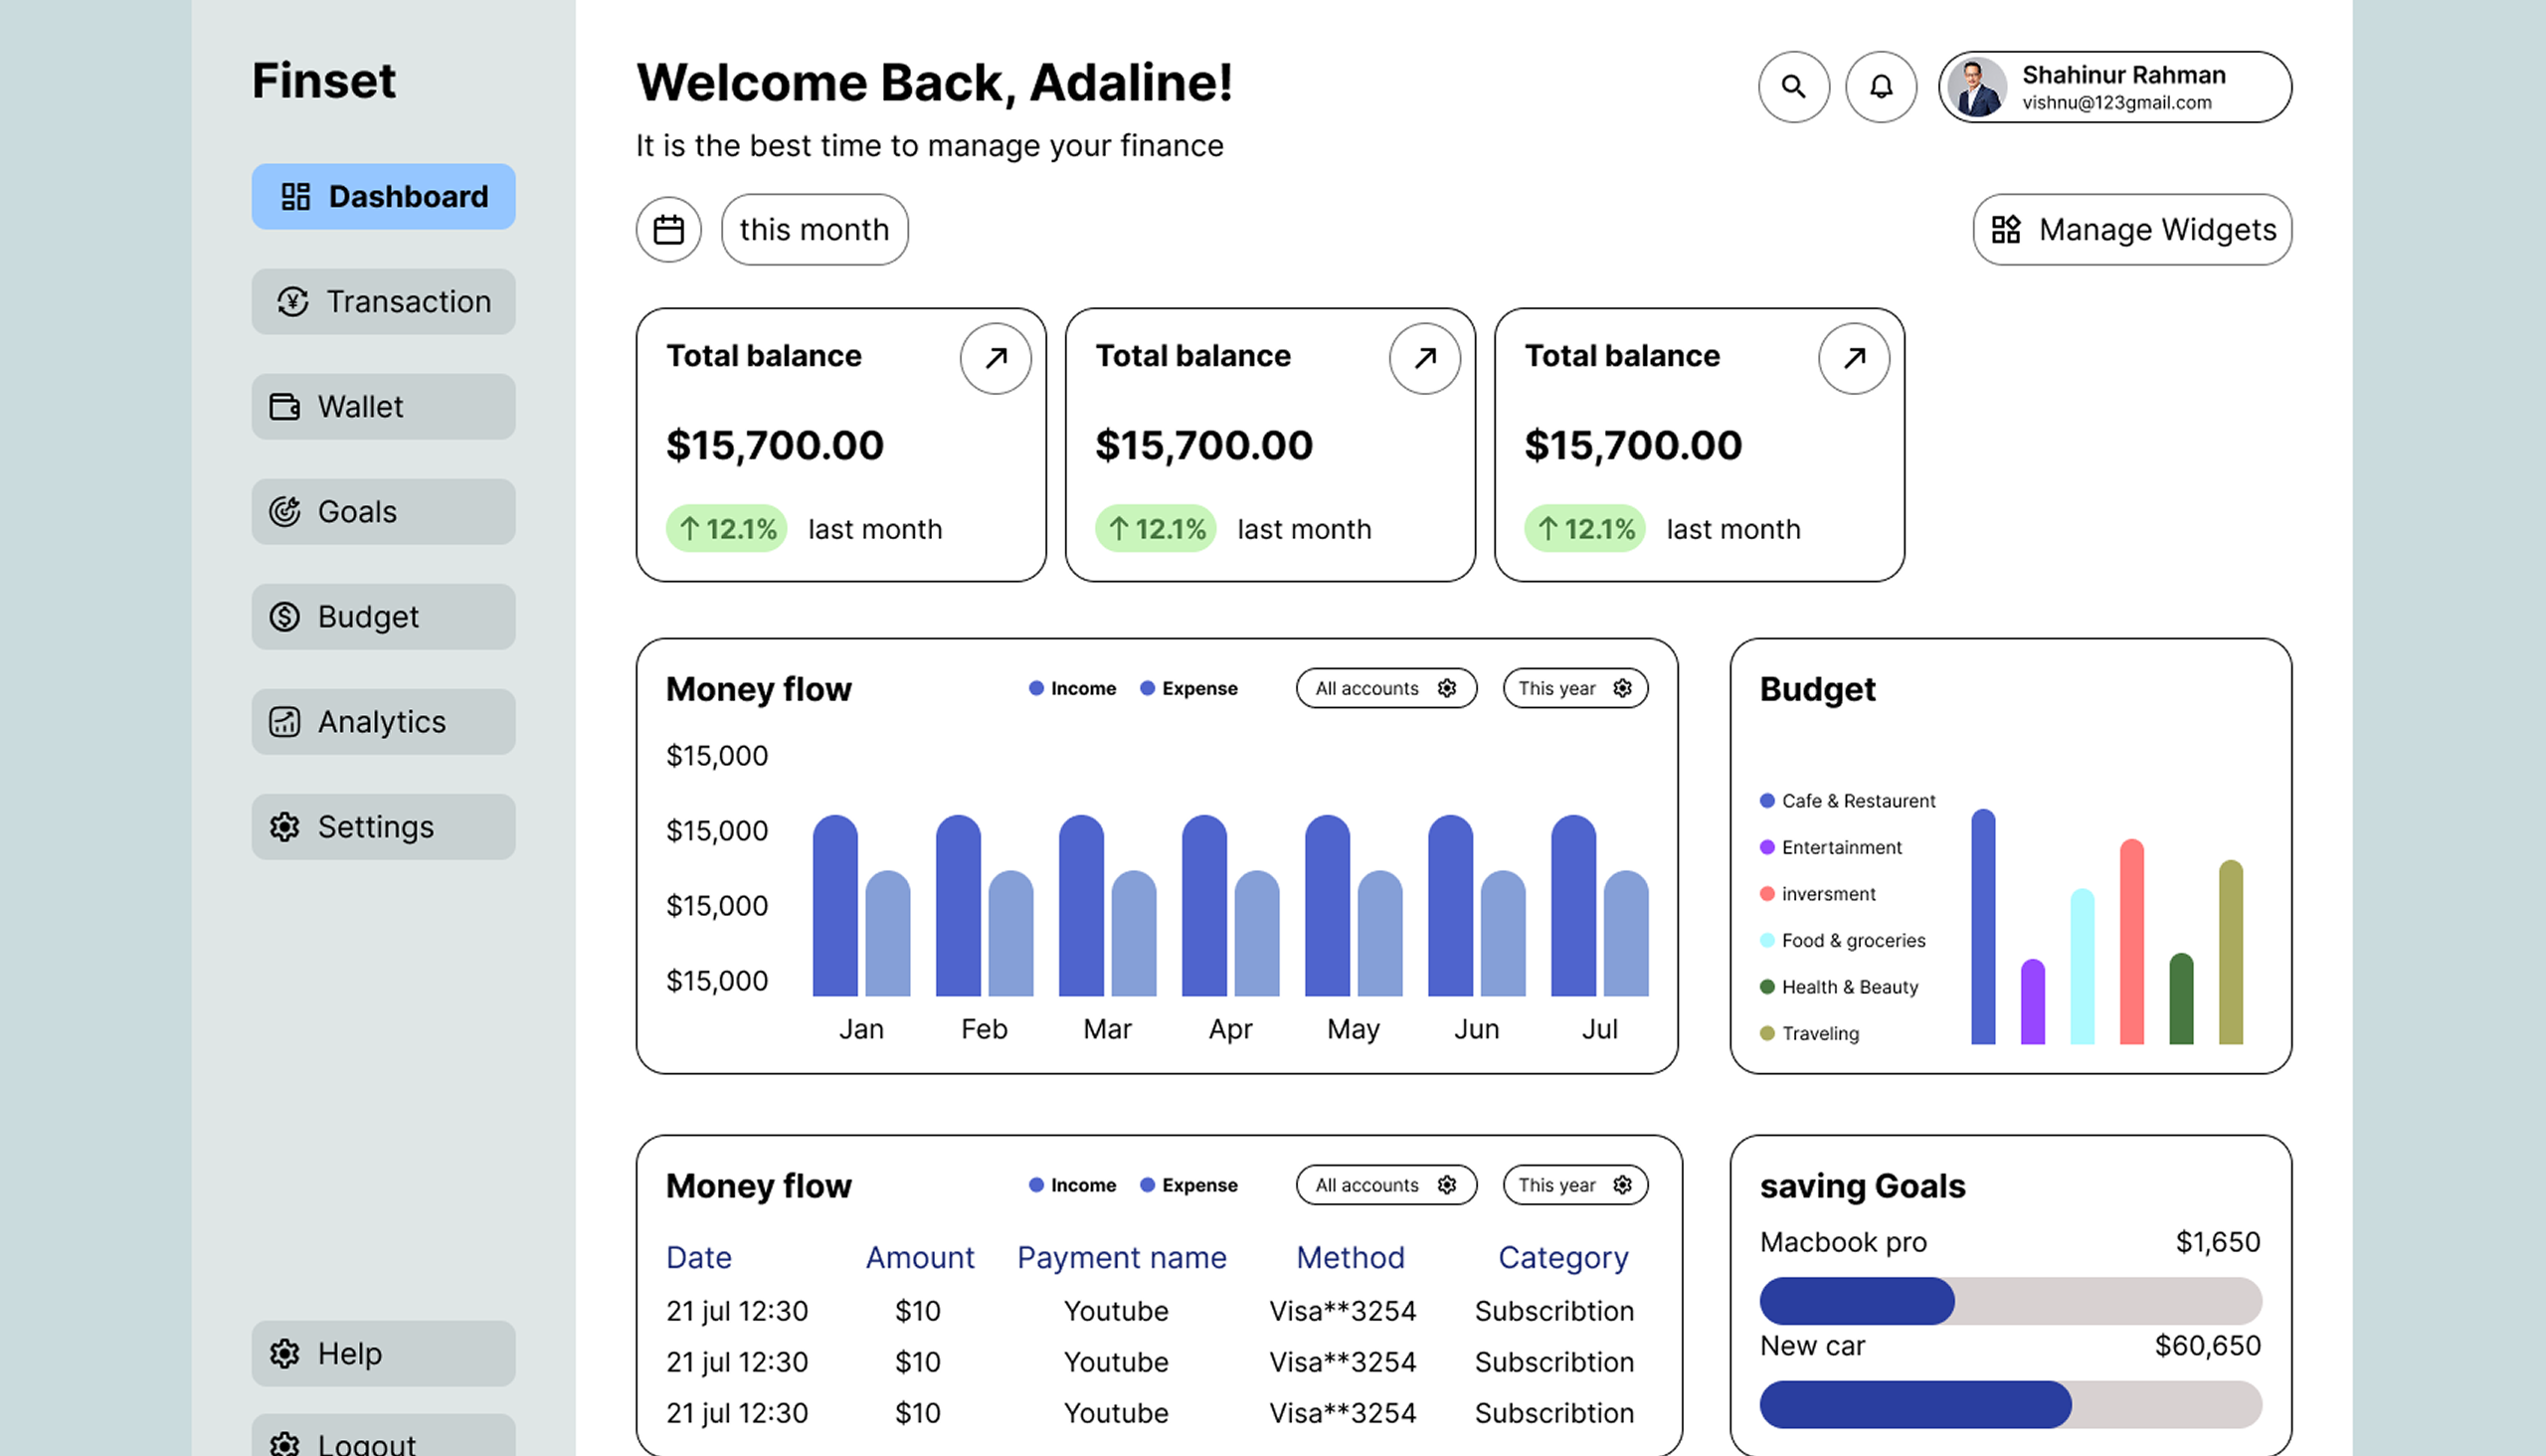 Finset
Dashboard
Transaction
Wallet
Goals
Budget
Analytics
Settings
Help
Logout
Welcome Back, Adaline!
It is the best time to manage your finance
Shahinur Rahman
vishnu@123gmail.com
this month
Manage Widgets
Total balance
$15,700.00
12.1% last month
Total balance
$15,700.00
12.1% last month
Total balance
$15,700.00
12.1% last month
Money flow
Income
Expense
All accounts
This year
$15,000
$15,000
$15,000
$15,000
Jan Feb Mar Apr May Jun Jul
Budget
Cafe & Restaurent
Entertainment
inversment
Food & groceries
Health & Beauty
Traveling
Money flow
Income
Expense
All accounts
This year
Date Amount Payment name Method Category
21 jul 12:30 $10 Youtube Visa**3254 Subscribtion
21 jul 12:30 $10 Youtube Visa**3254 Subscribtion
21 jul 12:30 $10 Youtube Visa**3254 Subscribtion
saving Goals
Macbook pro $1,650
New car $60,650